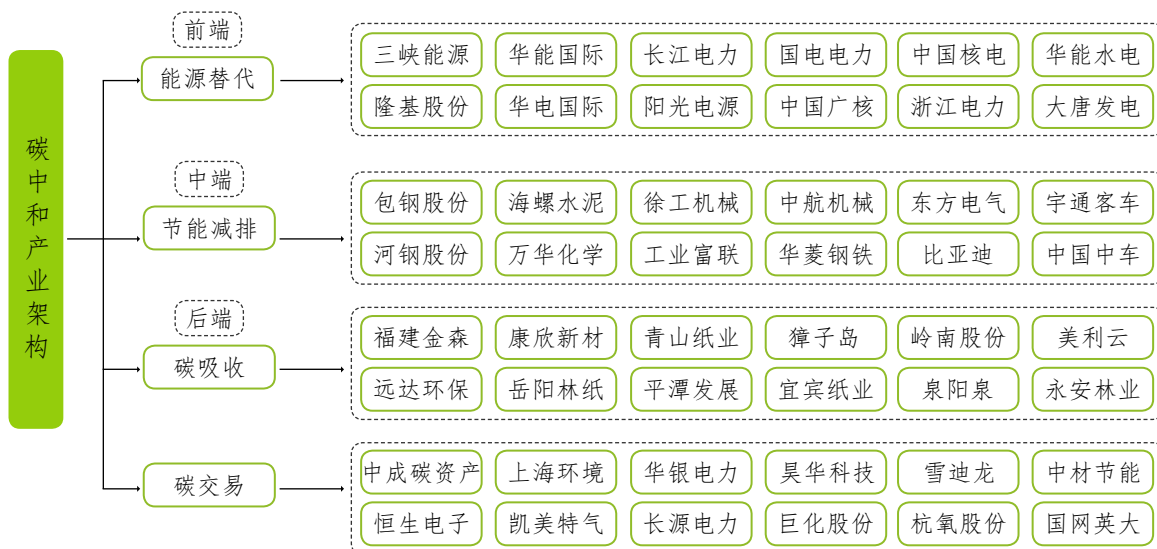 碳中和产业架构
前端
能源替代
三峡能源 华能国际 长江电力 国电电力 中国核电 华能水电
隆基股份 华电国际 阳光电源 中国广核 浙江电力 大唐发电
中端
节能减排
包钢股份 海螺水泥 徐工机械 中航机械 东方电气 宇通客车
河钢股份 万华化学 工业富联 华菱钢铁 比亚迪 中国中车
后端
碳吸收
福建金森 康欣新材 青山纸业 獐子岛 岭南股份 美利云
远达环保 岳阳林纸 平潭发展 宜宾纸业 泉阳泉 永安林业
碳交易
中成碳资产 上海环境 华银电力 昊华科技 雪迪龙 中材节能
恒生电子 凯美特气 长源电力 巨化股份 杭氧股份 国网英大